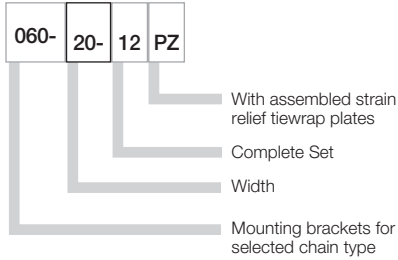 060- 20- 12 PZ
With assembled strain
relief tiewrap plates
Complete Set
Width
Mounting brackets for
selected chain type